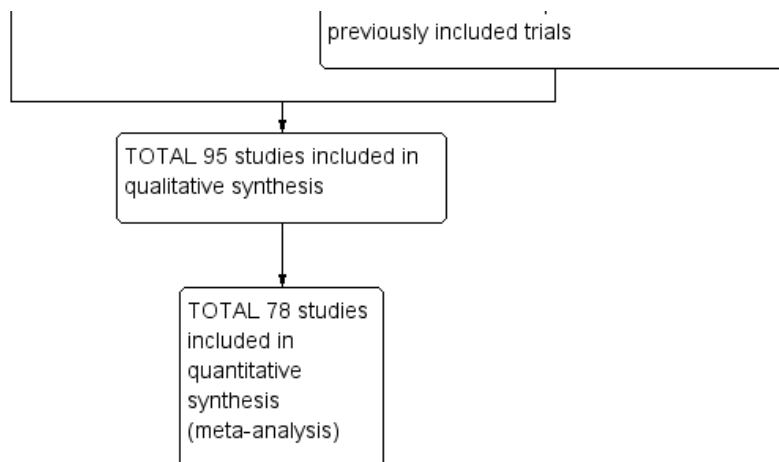 previously included trials
TOTAL 95 studies included in
qualitative synthesis
TOTAL 78 studies
included in
quantitative
synthesis
(meta-analysis)